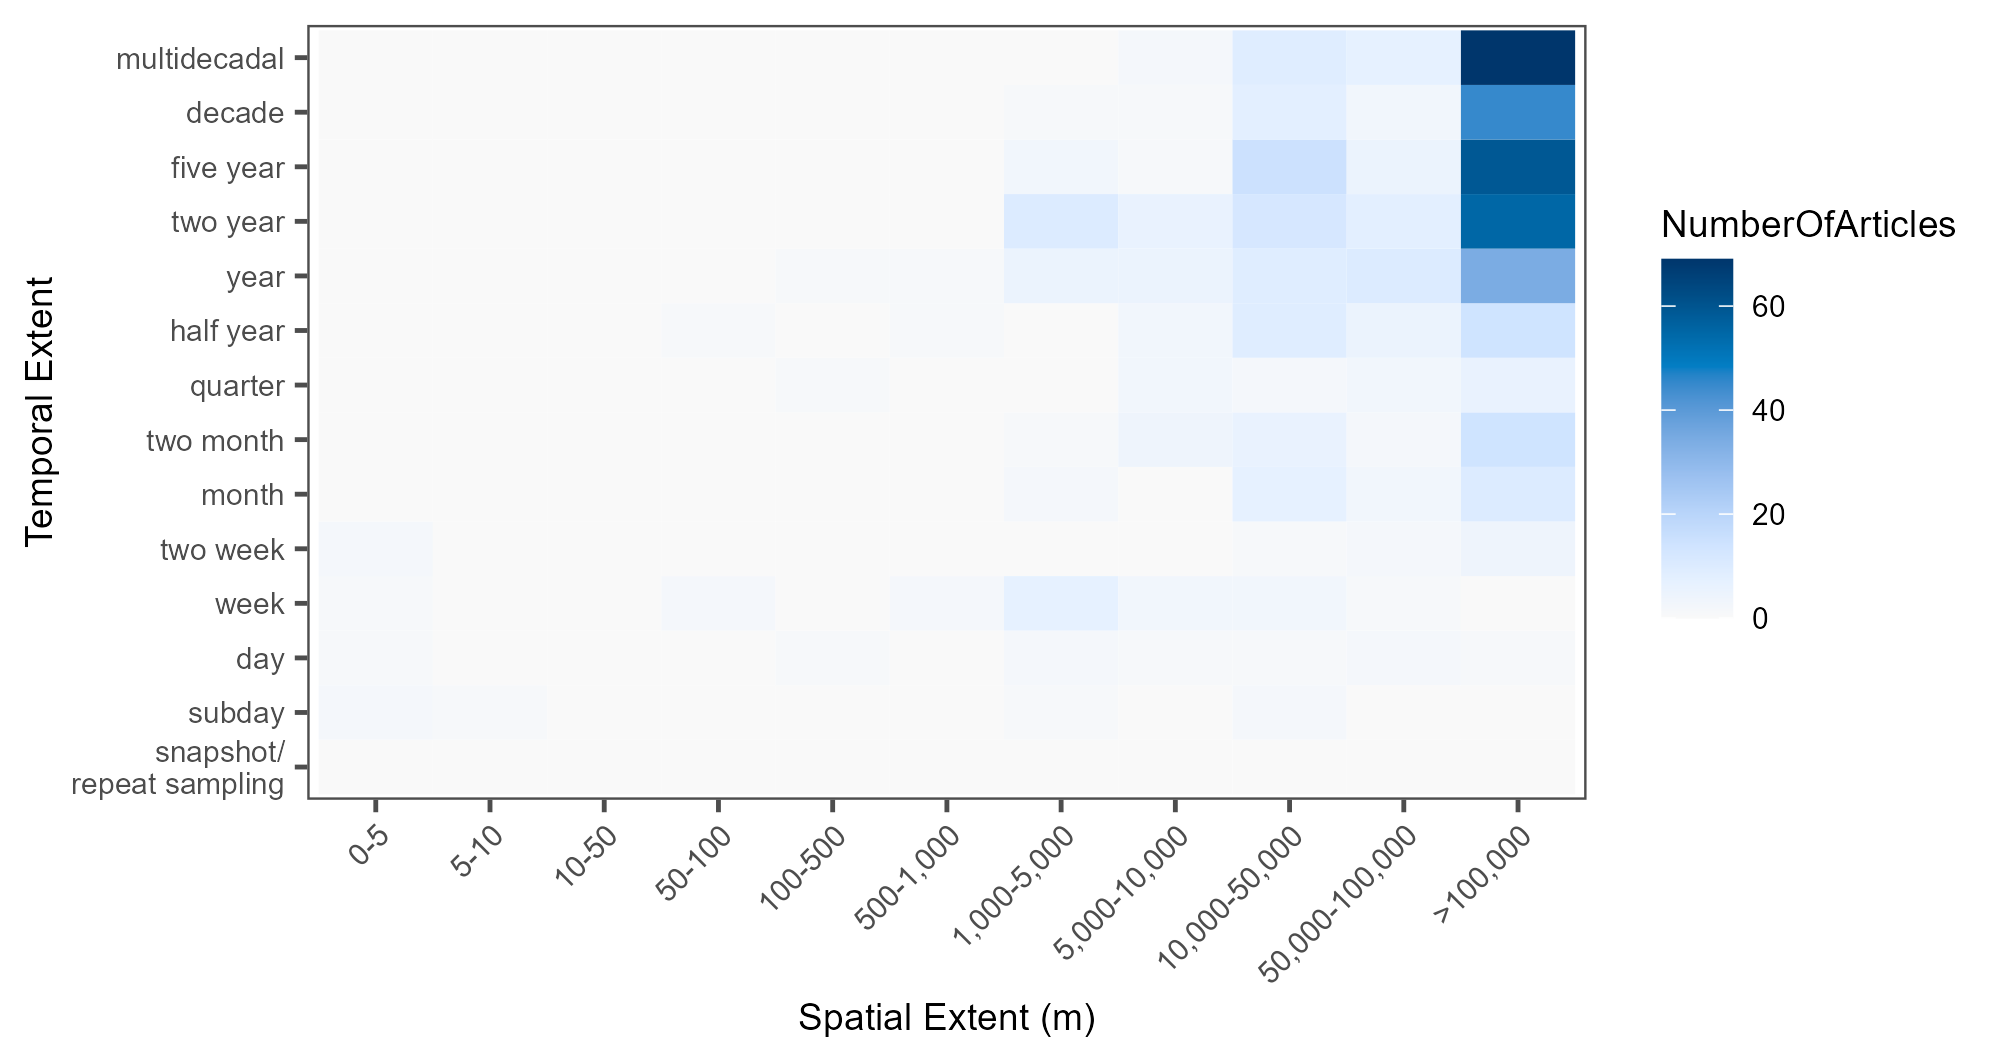 multidecadal
decade
five year
two year
year
half year
quarter
two month
month
two week
week
day
subday
snapshot/
repeat sampling
Temporal Extent
0-5
5-10
10-50
50-100
100-500
500-1,000
1,000-5,000
5,000-10,000
10,000-50,000
50,000-100,000
>100,000
Spatial Extent (m)
NumberOfArticles
60
40
20
0